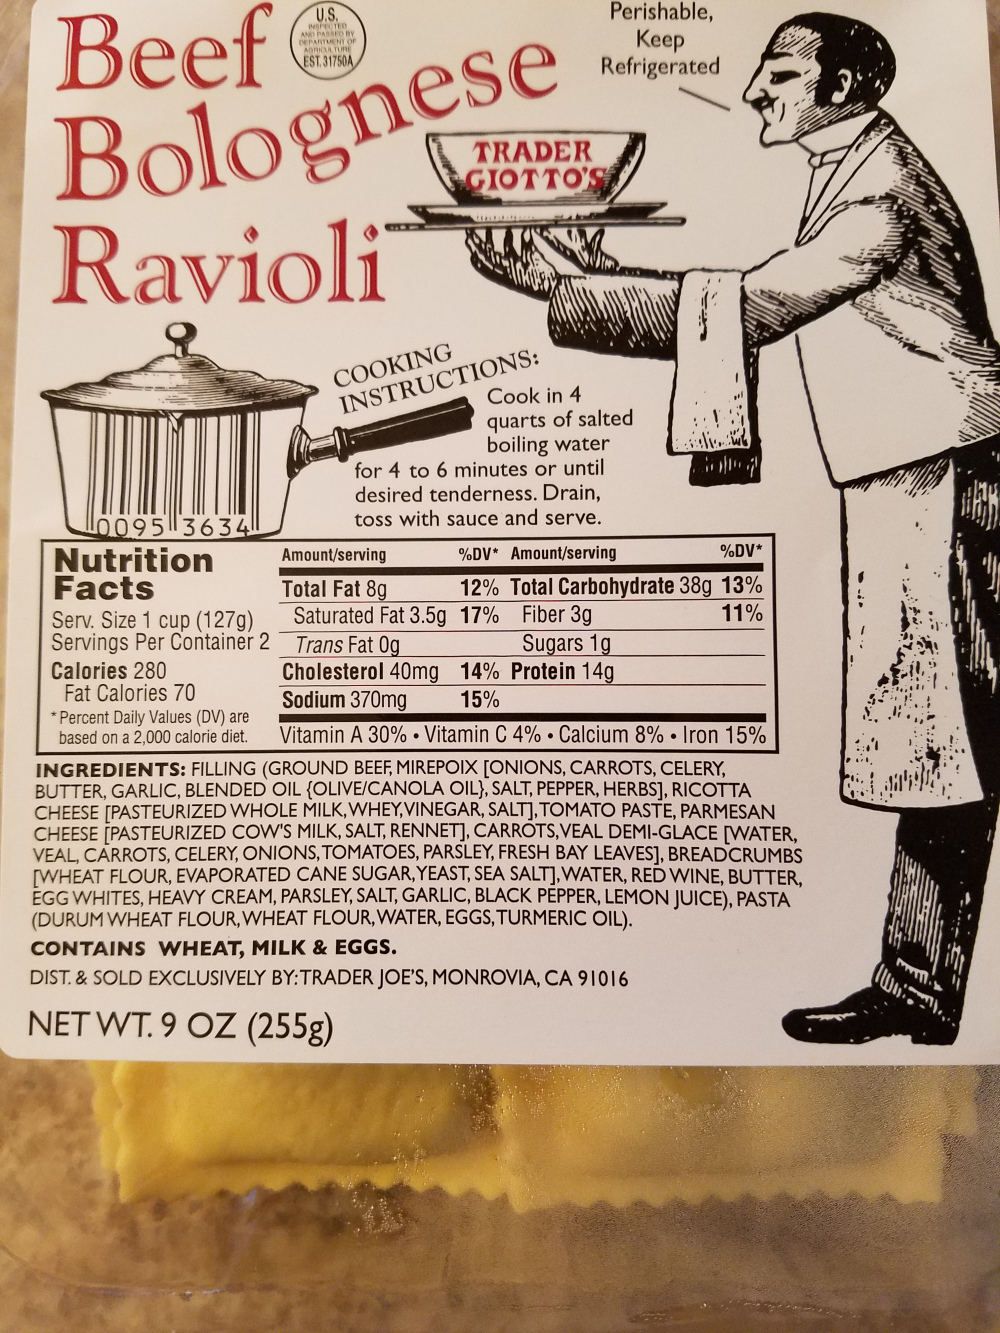 Beef
U.S.
INSPECTED
AND PASSED BY
DEPARTMENT OF
AGRICULTURE
EST. 31750A
Bolognese
Ravioli
Perishable,
Keep
Refrigerated
TRADER
GIOTTO'S
COOKING
INSTRUCTIONS:
Cook in 4
quarts of salted
boiling water
for 4 to 6 minutes or until
desired tenderness. Drain,
toss with sauce and serve.
0095 3634
Nutrition
Facts
Serv. Size 1 cup (127g)
Servings Per Container 2
Calories 280
Fat Calories 70
*Percent Daily Values (DV) are
based on a 2,000 calorie diet.
Amount/serving %DV* Amount/serving %DV*
Total Fat 8g 12% Total Carbohydrate 38g 13%
Saturated Fat 3.5g 17% Fiber 3g 11%
Trans Fat 0g Sugars 1g
Cholesterol 40mg 14% Protein 14g
Sodium 370mg 15%
Vitamin A 30% • Vitamin C 4% • Calcium 8% • Iron 15%
INGREDIENTS: FILLING (GROUND BEEF, MIREPOIX [ONIONS, CARROTS, CELERY,
BUTTER, GARLIC, BLENDED OIL {OLIVE/CANOLA OIL}, SALT, PEPPER, HERBS], RICOTTA
CHEESE [PASTEURIZED WHOLE MILK, WHEY, VINEGAR, SALT], TOMATO PASTE, PARMESAN
CHEESE [PASTEURIZED COW'S MILK, SALT, RENNET], CARROTS, VEAL DEMI-GLACE [WATER,
VEAL, CARROTS, CELERY, ONIONS, TOMATOES, PARSLEY, FRESH BAY LEAVES], BREADCRUMBS
[WHEAT FLOUR, EVAPORATED CANE SUGAR, YEAST, SEA SALT], WATER, RED WINE, BUTTER,
EGG WHITES, HEAVY CREAM, PARSLEY, SALT, GARLIC, BLACK PEPPER, LEMON JUICE), PASTA
(DURUM WHEAT FLOUR, WHEAT FLOUR, WATER, EGGS, TURMERIC OIL).
CONTAINS WHEAT, MILK & EGGS.
DIST. & SOLD EXCLUSIVELY BY: TRADER JOE'S, MONROVIA, CA 91016
NET WT. 9 OZ (255g)